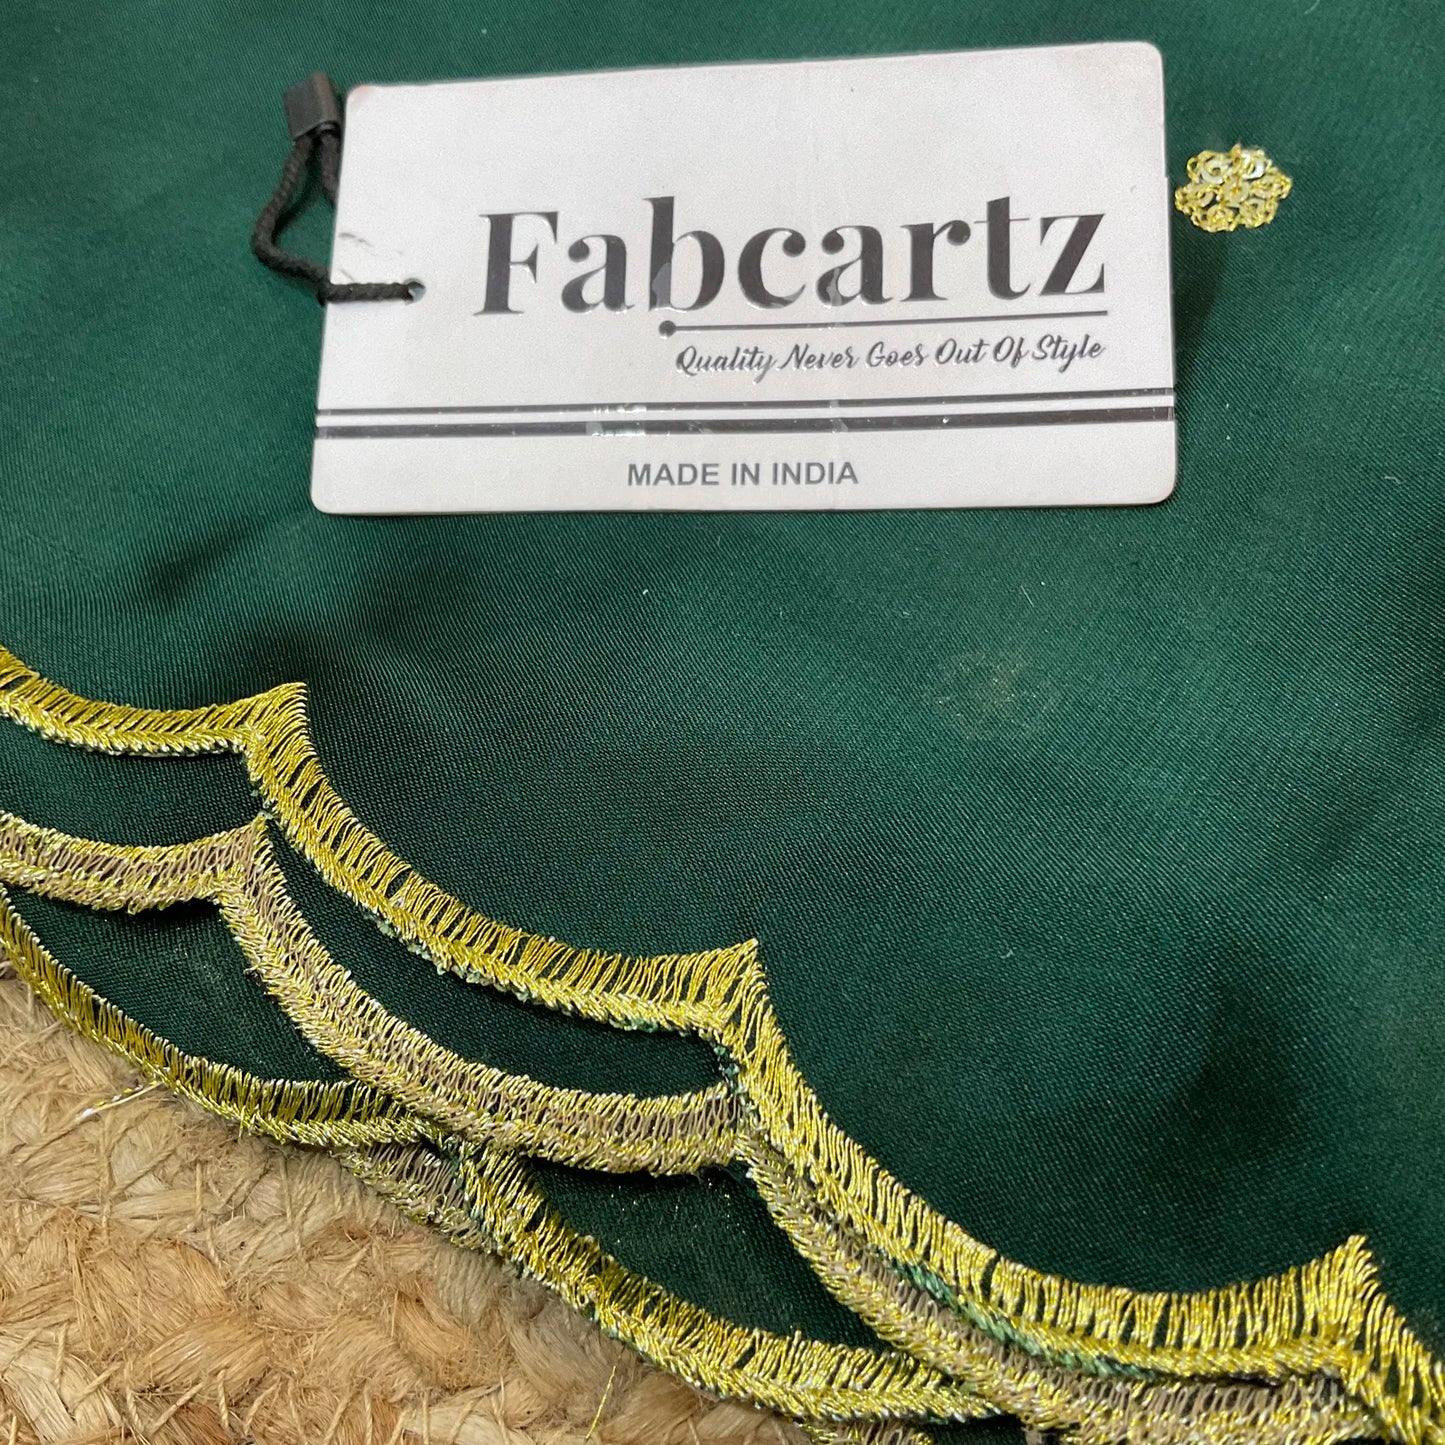 Fabcartz
Quality Never Goes Out Of Style
MADE IN INDIA